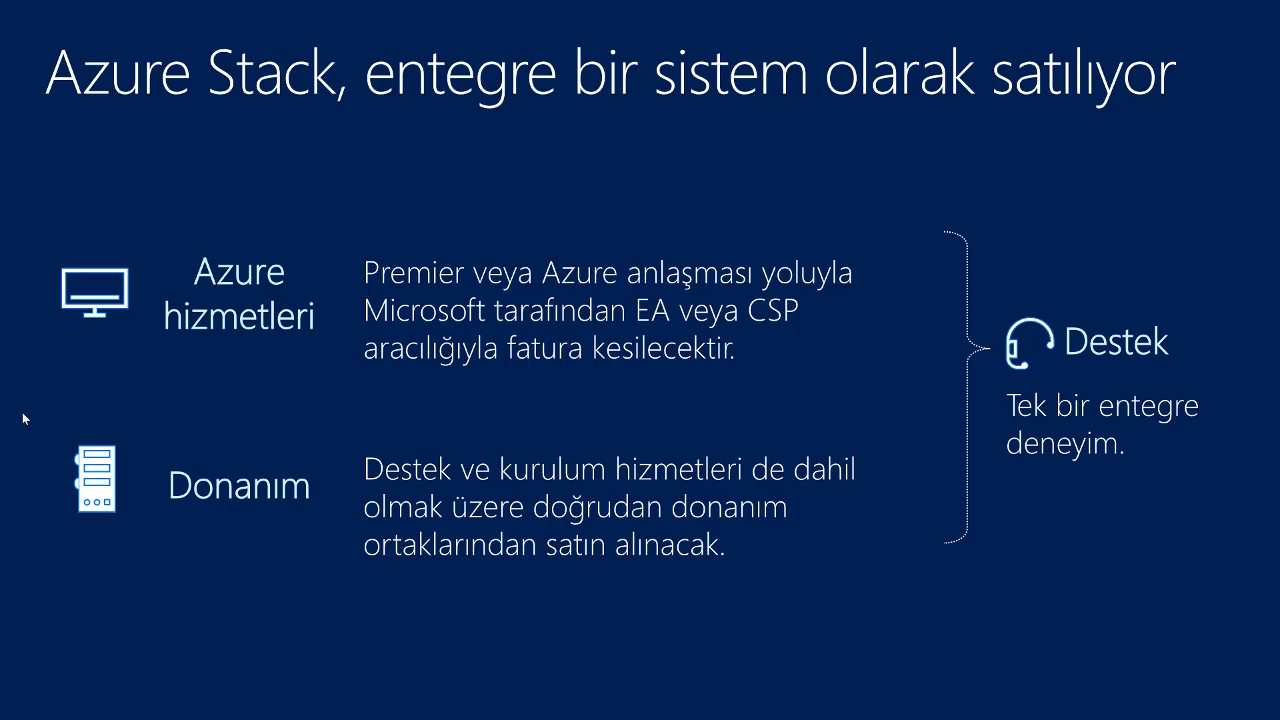 Azure Stack, entegre bir sistem olarak satılıyor
Azure
hizmetleri
Premier veya Azure anlaşması yoluyla
Microsoft tarafından EA veya CSP
aracılığıyla fatura kesilecektir.
Donanım
Destek ve kurulum hizmetleri de dahil
olmak üzere doğrudan donanım
ortaklarından satın alınacak.
Destek
Tek bir entegre
deneyim.